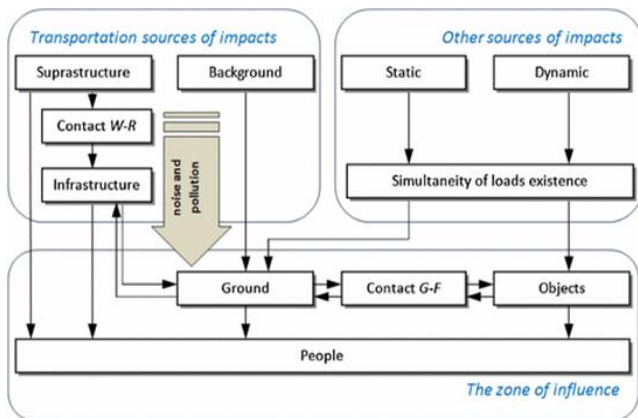 Transportation sources of impacts
Other sources of impacts
Suprastructure
Background
Static
Dynamic
Contact W-R
Infrastructure
noise and
pollution
Simultaneity of loads existence
Ground
Contact G-F
Objects
People
The zone of influence